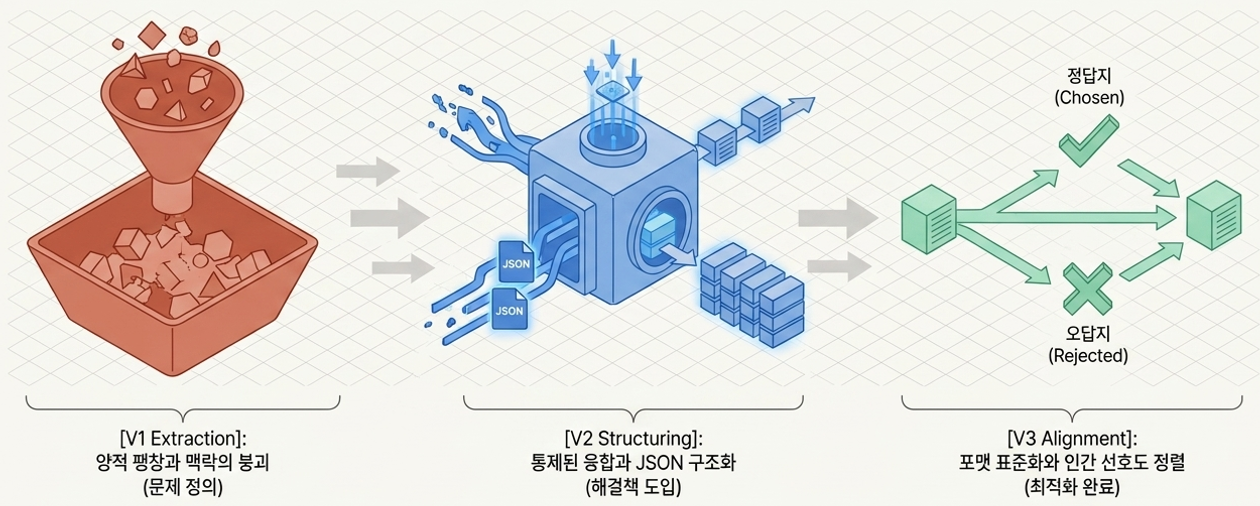 정답지
(Chosen)
JSON
JSON
오답지
(Rejected)
[V1 Extraction]:
양적 팽창과 맥락의 붕괴
(문제 정의)
[V2 Structuring]:
통제된 융합과 JSON 구조화
(해결책 도입)
[V3 Alignment]:
포맷 표준화와 인간 선호도 정렬
(최직화 완료)